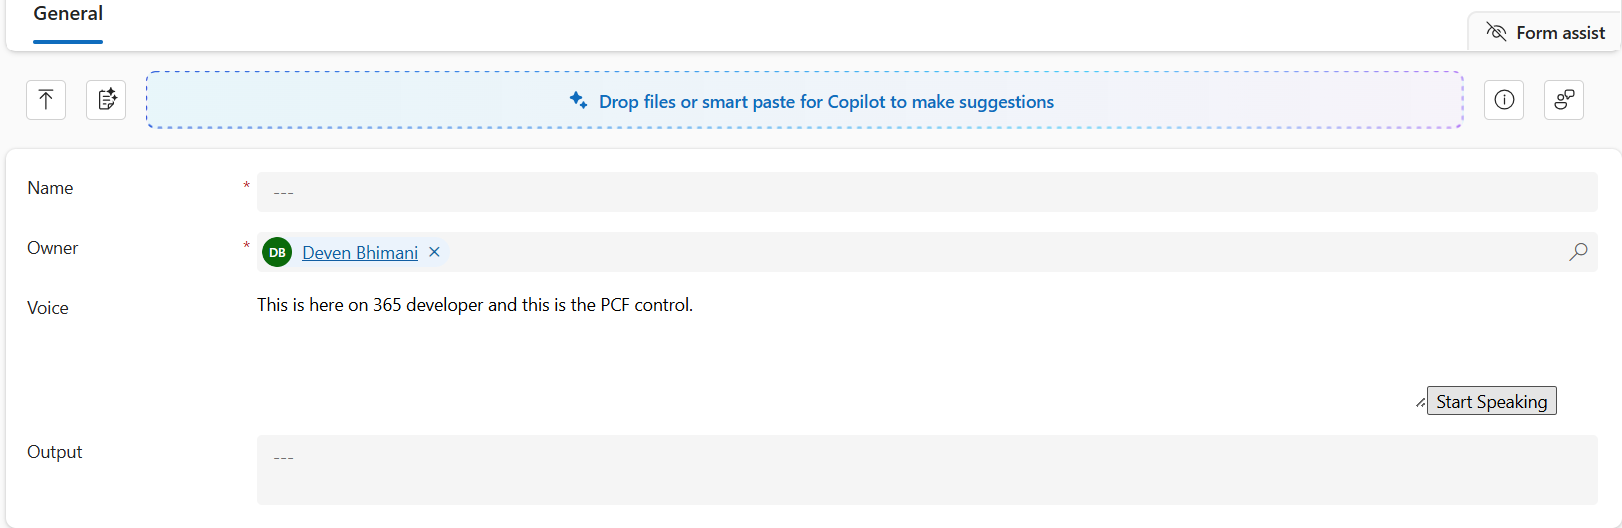 General
Form assist
Drop files or smart paste for Copilot to make suggestions
Name * ---
Owner * DB Deven Bhimani
Voice This is here on 365 developer and this is the PCF control.
Start Speaking
Output ---